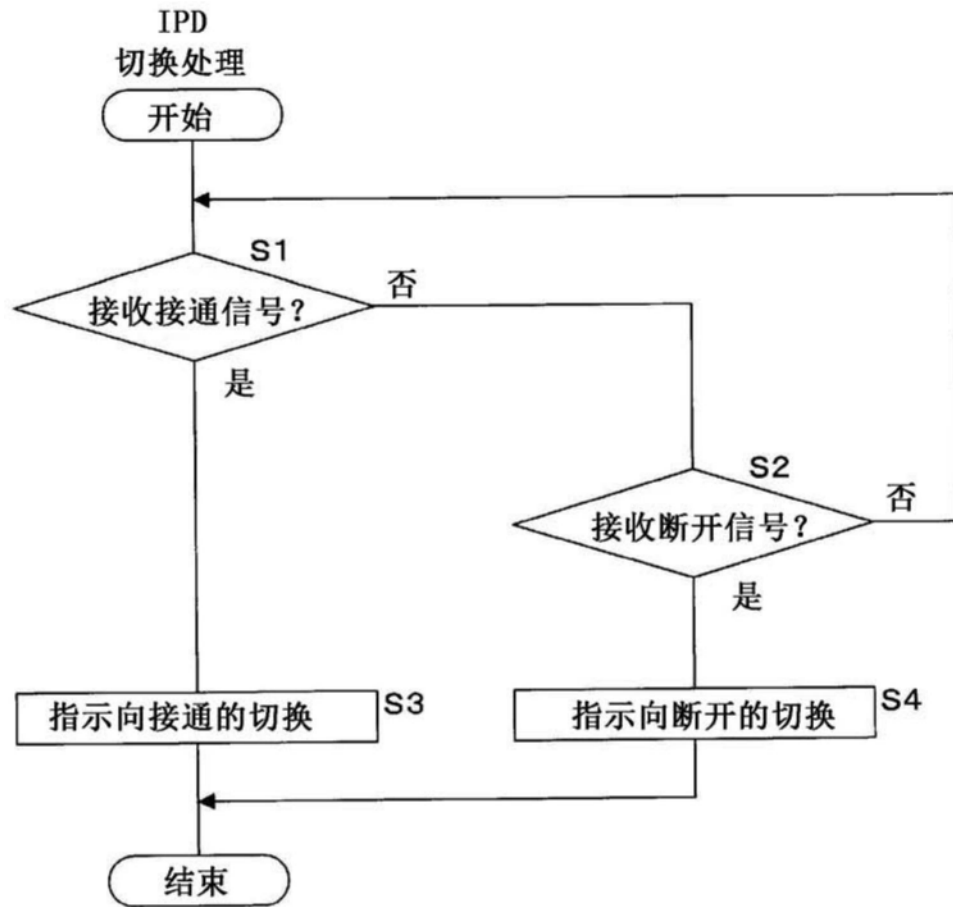 IPD
切换处理
开始
S1
接收接通信号？
否
是
S2
接收断开信号？
否
是
指示向接通的切换
S3
指示向断开的切换
S4
结束